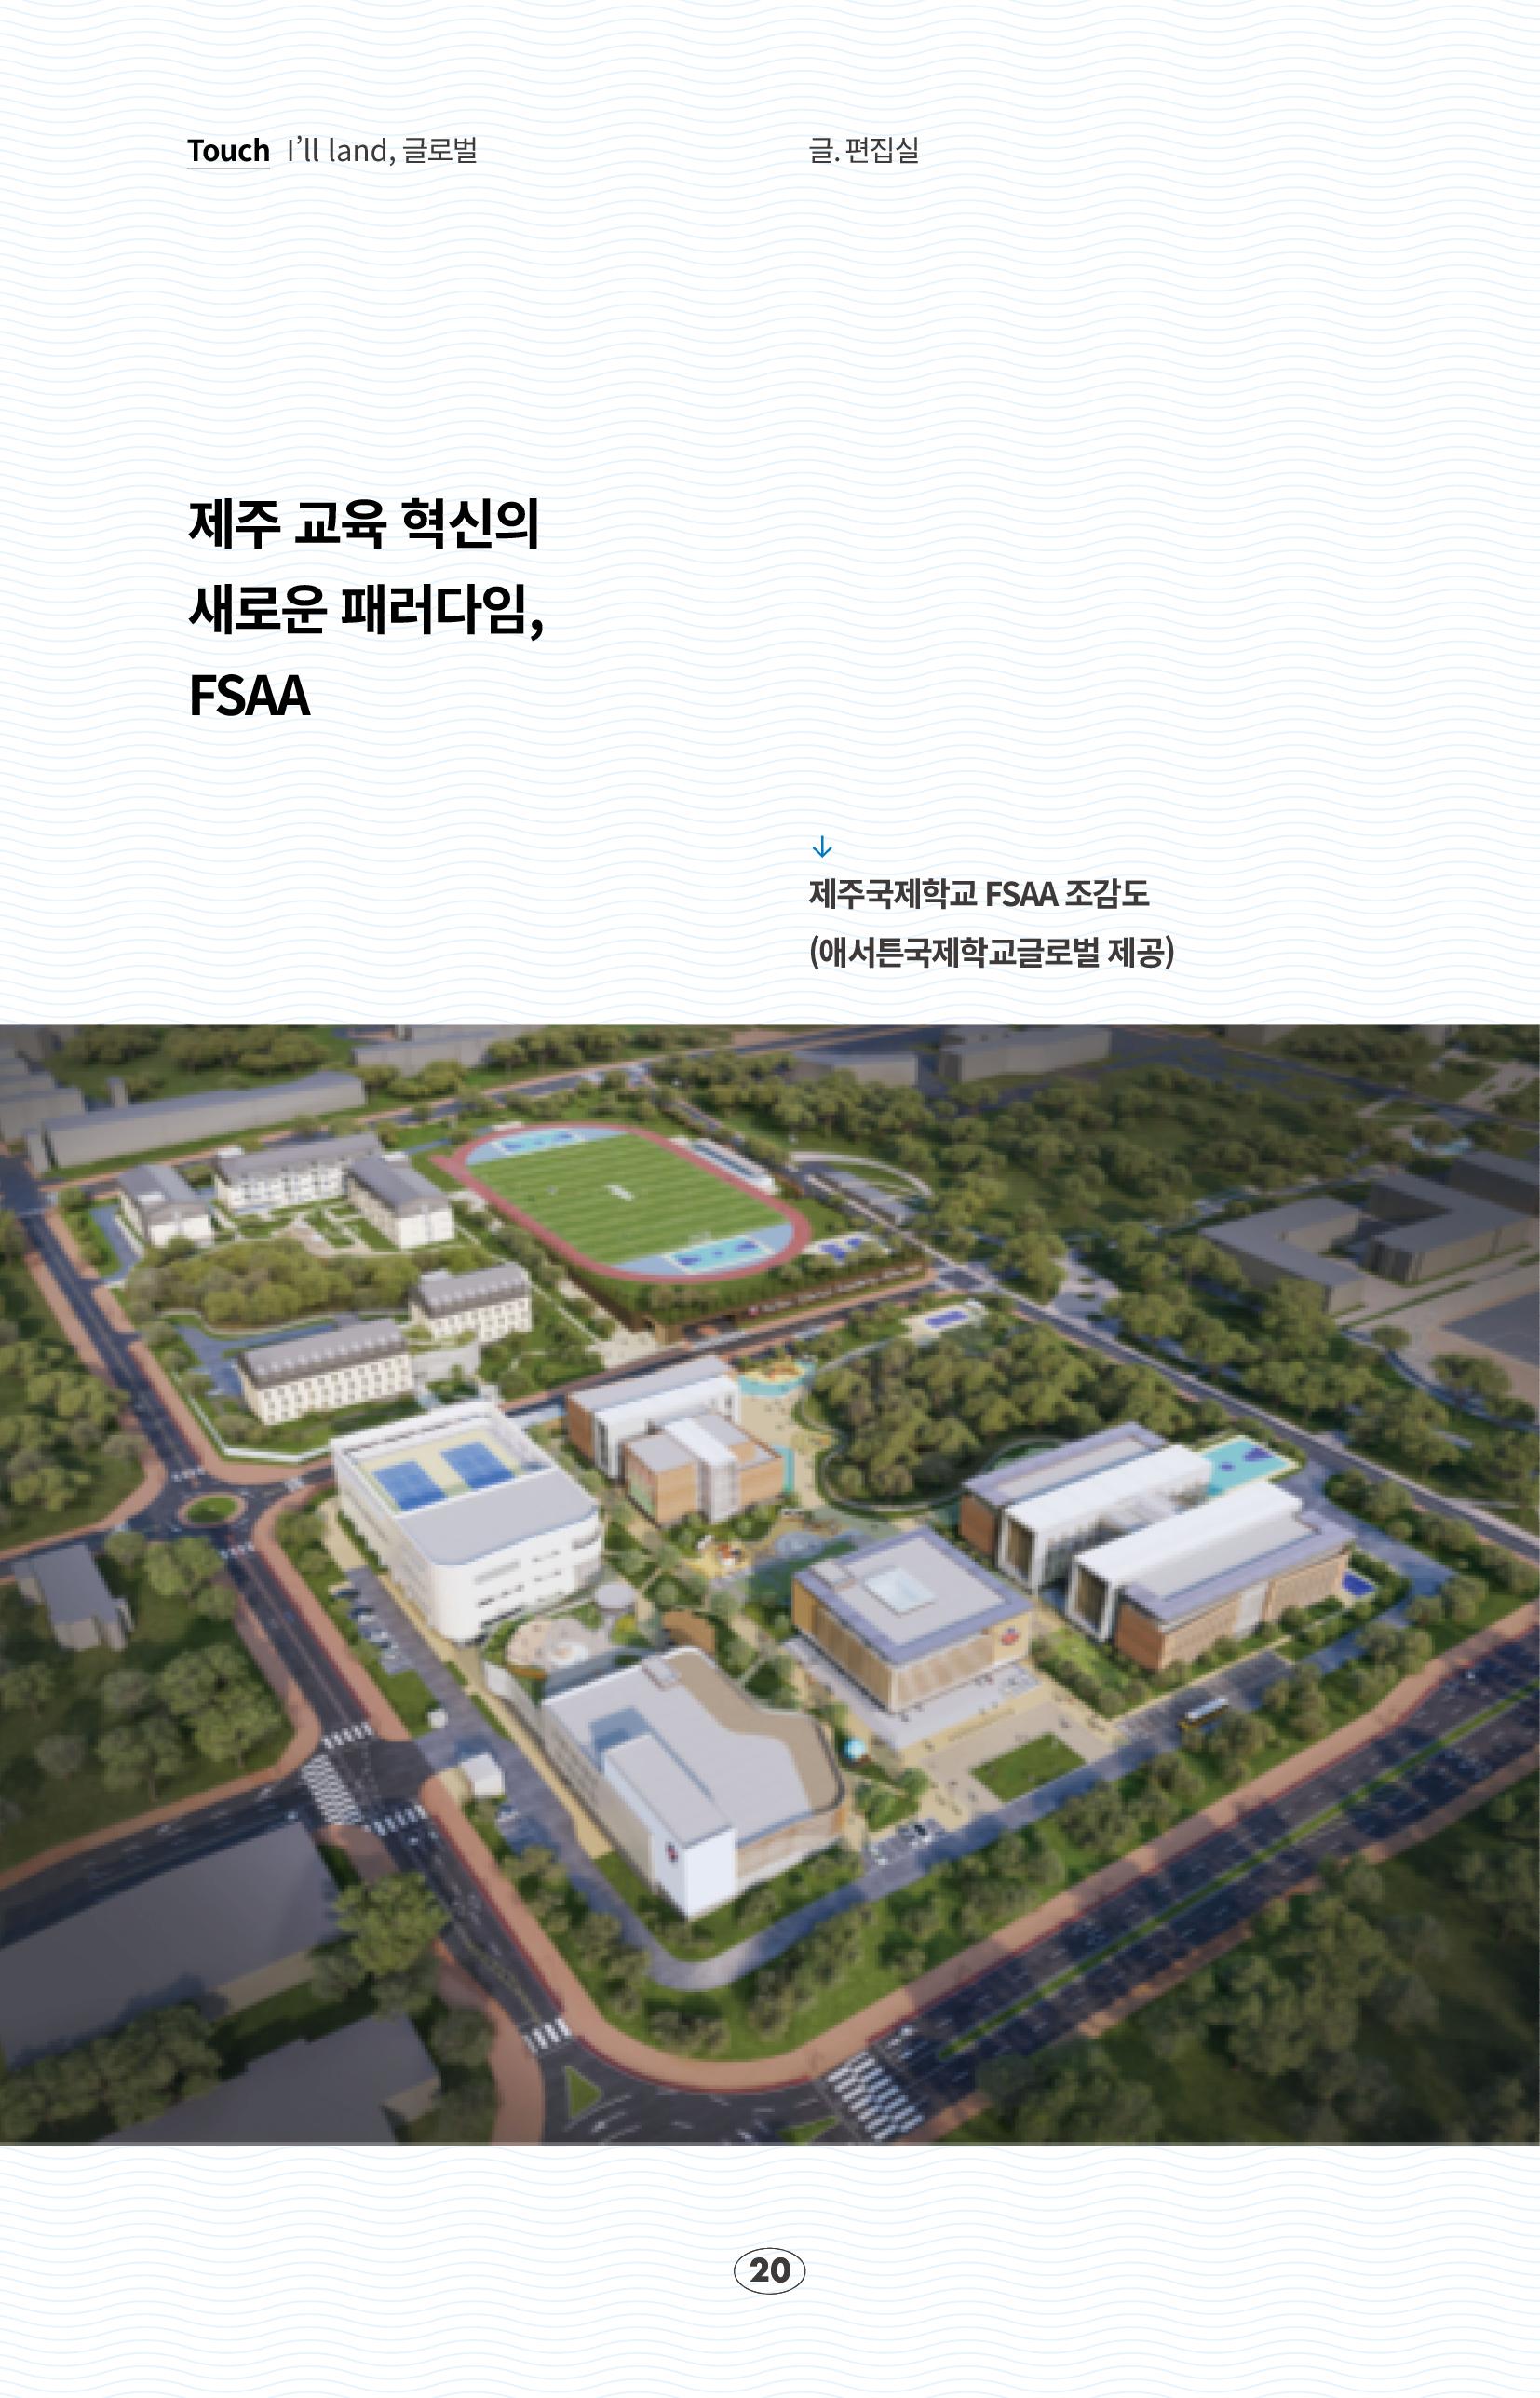 Touch I’ll land, 글로벌
글. 편집실
제주 교육 혁신의
새로운 패러다임,
FSAA
↓
제주국제학교 FSAA 조감도
(애서튼국제학교글로벌 제공)
20